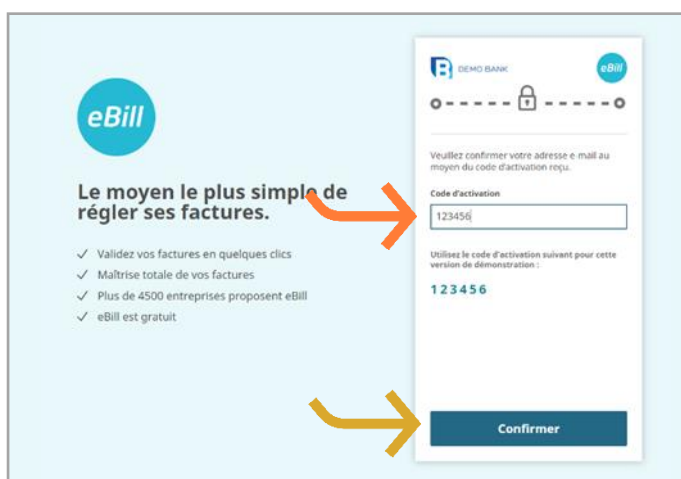 eBill
Le moyen le plus simple de
régler ses factures.
✓ Validez vos factures en quelques clics
✓ Maîtrise totale de vos factures
✓ Plus de 4500 entreprises proposent eBill
✓ eBill est gratuit
DEMO BANK
eBill
Veuillez confirmer votre adresse e-mail au
moyen du code d'activation reçu.
Code d'activation
123456
Utilisez le code d'activation suivant pour cette
version de démonstration :
123456
Confirmer